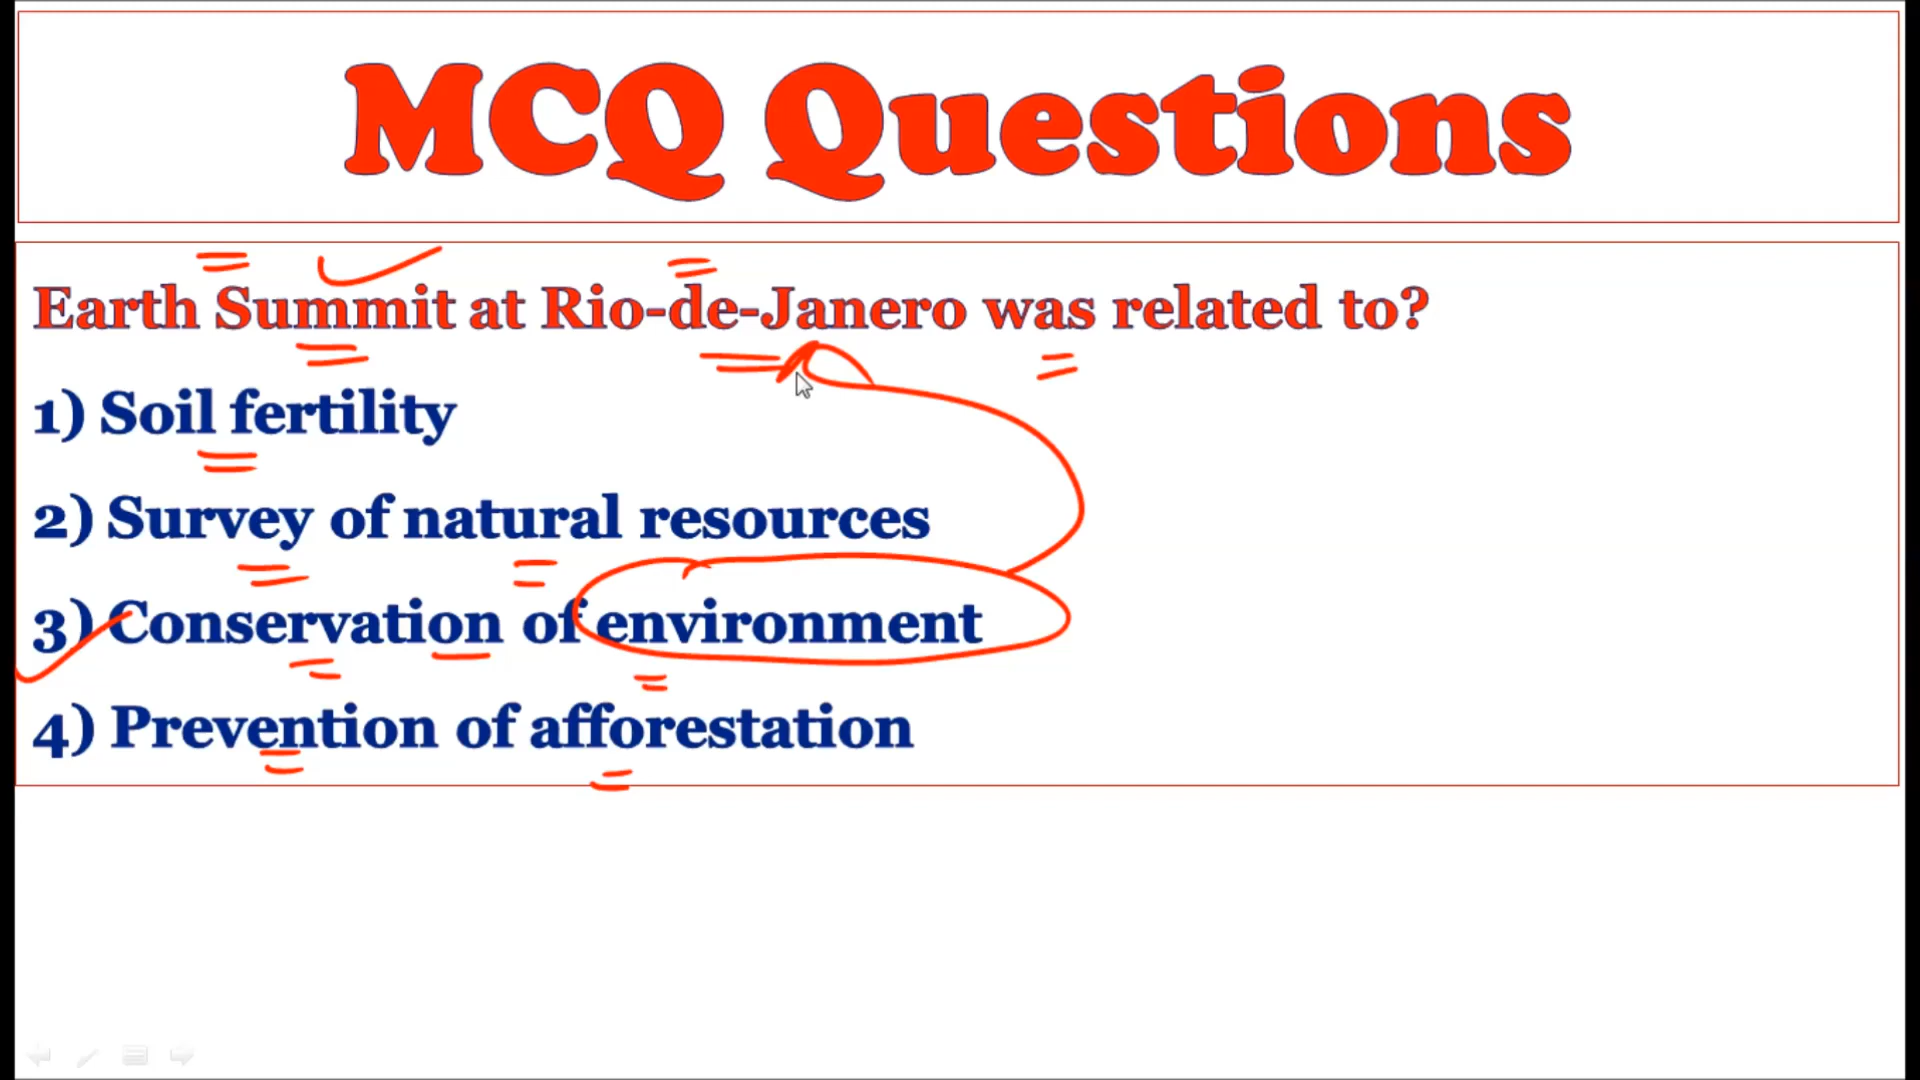 MCQ Questions
Earth Summit at Rio-de-Janero was related to?
1) Soil fertility
2) Survey of natural resources
3) Conservation of environment
4) Prevention of afforestation